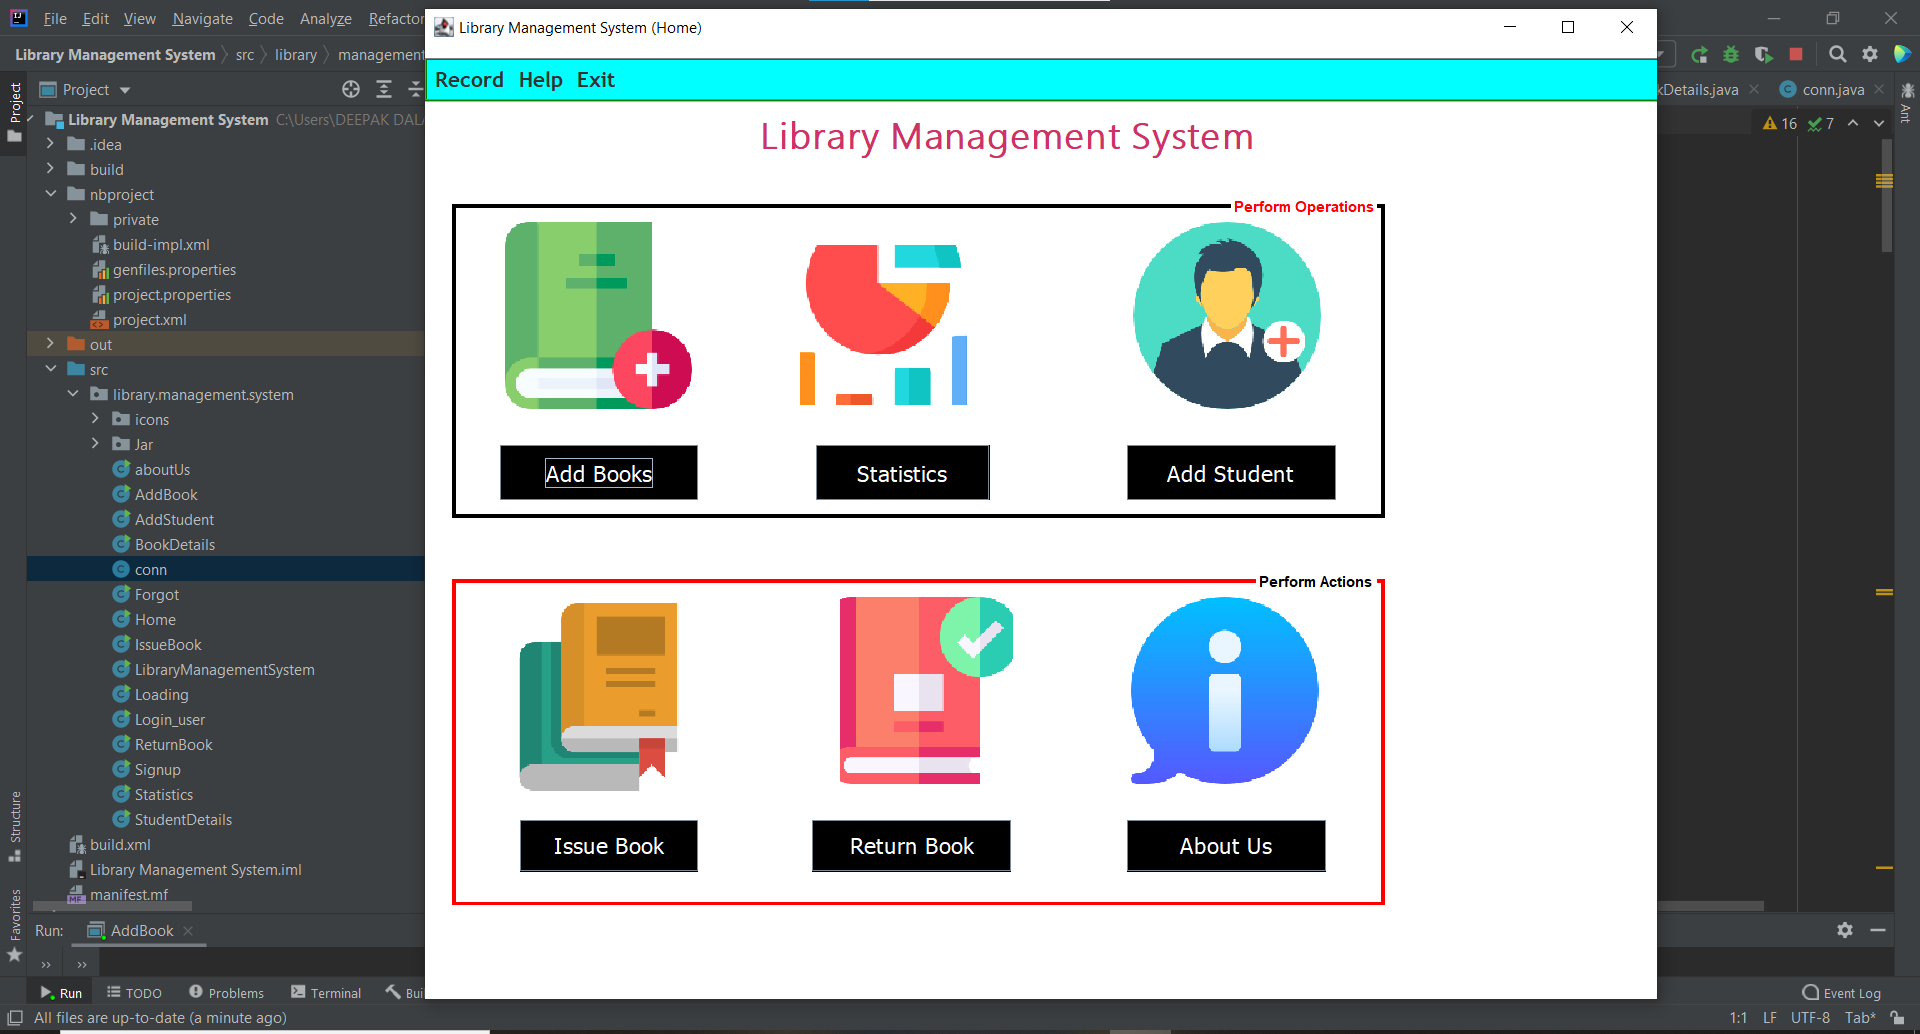 File Edit View Navigate Code Analyze Refactor
Library Management System (Home)
Library Management System src library management
Record Help Exit
Project
Library Management System C:\Users\DEEPAK DALA
.idea
build
nbproject
private
build-impl.xml
genfiles.properties
project.properties
project.xml
out
src
library.management.system
icons
Jar
aboutUs
AddBook
AddStudent
BookDetails
conn
Forgot
Home
IssueBook
LibraryManagementSystem
Loading
Login_user
ReturnBook
Signup
Statistics
StudentDetails
build.xml
Library Management System.iml
manifest.mf
Project
Structure
Favorites
Library Management System
Perform Operations
Add Books Statistics Add Student
Perform Actions
Issue Book Return Book About Us
kDetails.java conn.java
16 7
Ant
Run: AddBook
Run TODO Problems Terminal Bui
Event Log
All files are up-to-date (a minute ago)
1:1 LF UTF-8 Tab*